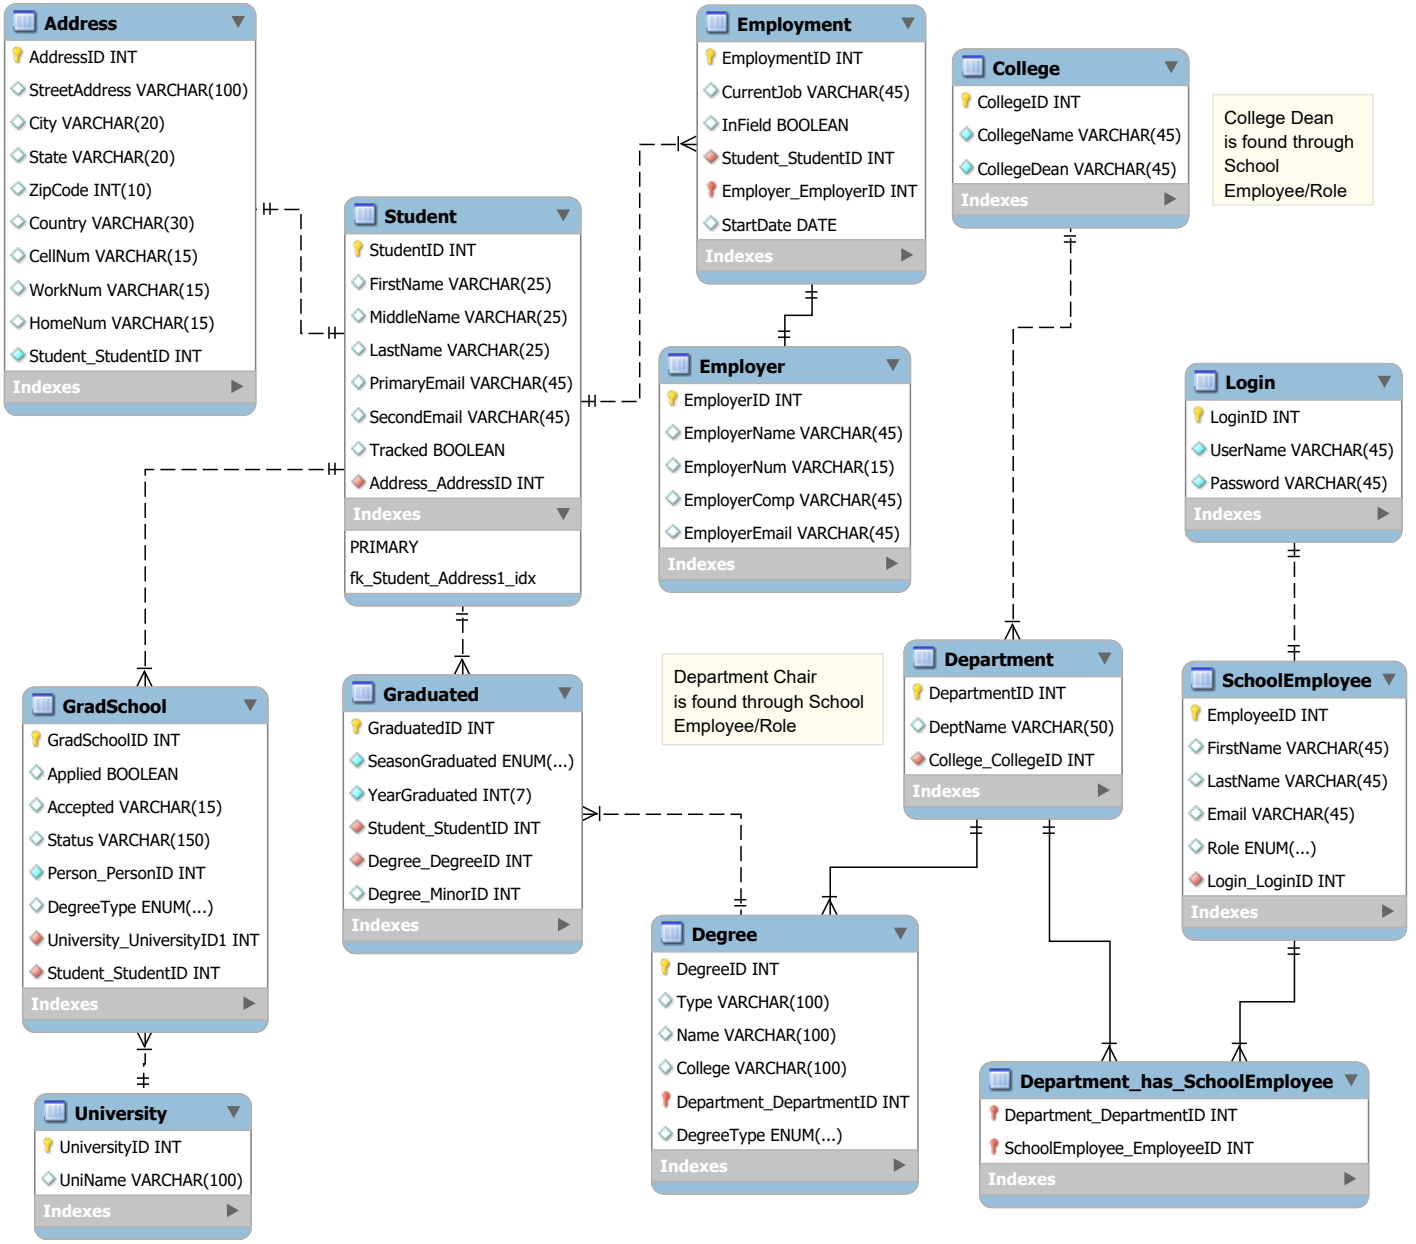 Address
AddressID INT
StreetAddress VARCHAR(100)
City VARCHAR(20)
State VARCHAR(20)
ZipCode INT(10)
Country VARCHAR(30)
CellNum VARCHAR(15)
WorkNum VARCHAR(15)
HomeNum VARCHAR(15)
Student_StudentID INT
Indexes
Student
StudentID INT
FirstName VARCHAR(25)
MiddleName VARCHAR(25)
LastName VARCHAR(25)
PrimaryEmail VARCHAR(45)
SecondEmail VARCHAR(45)
Tracked BOOLEAN
Address_AddressID INT
Indexes
PRIMARY
fk_Student_Address1_idx
Employment
EmploymentID INT
CurrentJob VARCHAR(45)
InField BOOLEAN
Student_StudentID INT
Employer_EmployerID INT
StartDate DATE
Indexes
Employer
EmployerID INT
EmployerName VARCHAR(45)
EmployerNum VARCHAR(15)
EmployerComp VARCHAR(45)
EmployerEmail VARCHAR(45)
Indexes
College
CollegeID INT
CollegeName VARCHAR(45)
CollegeDean VARCHAR(45)
Indexes
College Dean
is found through
School
Employee/Role
Login
LoginID INT
UserName VARCHAR(45)
Password VARCHAR(45)
Indexes
GradSchool
GradSchoolID INT
Applied BOOLEAN
Accepted VARCHAR(15)
Status VARCHAR(150)
Person_PersonID INT
DegreeType ENUM(...)
University_UniversityID1 INT
Student_StudentID INT
Indexes
Graduated
GraduatedID INT
SeasonGraduated ENUM(...)
YearGraduated INT(7)
Student_StudentID INT
Degree_DegreeID INT
Degree_MinorID INT
Indexes
Department Chair
is found through School
Employee/Role
Department
DepartmentID INT
DeptName VARCHAR(50)
College_CollegeID INT
Indexes
SchoolEmployee
EmployeeID INT
FirstName VARCHAR(45)
LastName VARCHAR(45)
Email VARCHAR(45)
Role ENUM(...)
Login_LoginID INT
Indexes
Degree
DegreeID INT
Type VARCHAR(100)
Name VARCHAR(100)
College VARCHAR(100)
Department_DepartmentID INT
DegreeType ENUM(...)
Indexes
University
UniversityID INT
UniName VARCHAR(100)
Indexes
Department_has_SchoolEmployee
Department_DepartmentID INT
SchoolEmployee_EmployeeID INT
Indexes